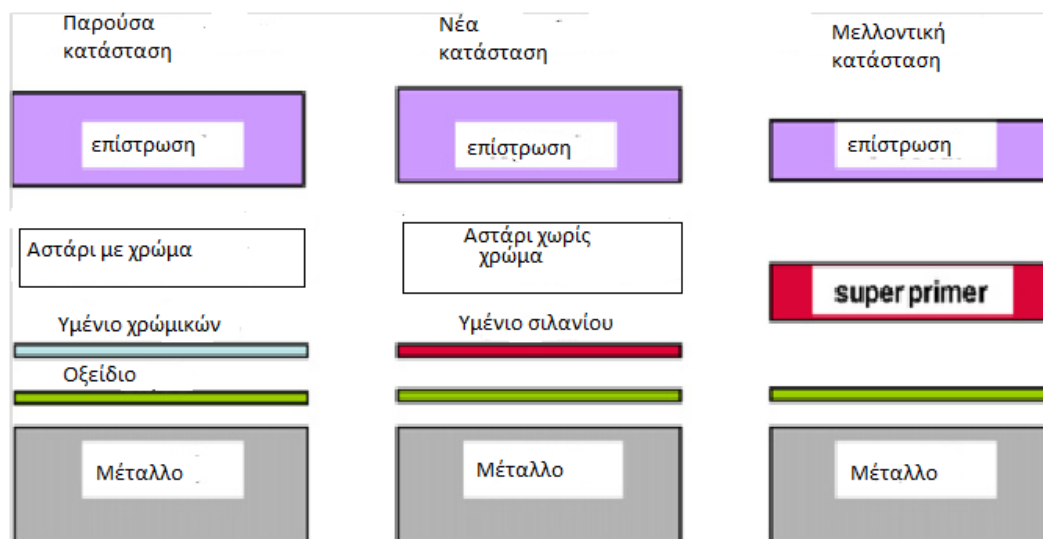 Παρούσα
κατάσταση
επίστρωση
Αστάρι με χρώμα
Υμένιο χρώμικών
Οξείδιο
Μέταλλο
Νέα
κατάσταση
επίστρωση
Αστάρι χωρίς
χρώμα
Υμένιο σιλανίου
Μέταλλο
Μελλοντική
κατάσταση
επίστρωση
super primer
Μέταλλο